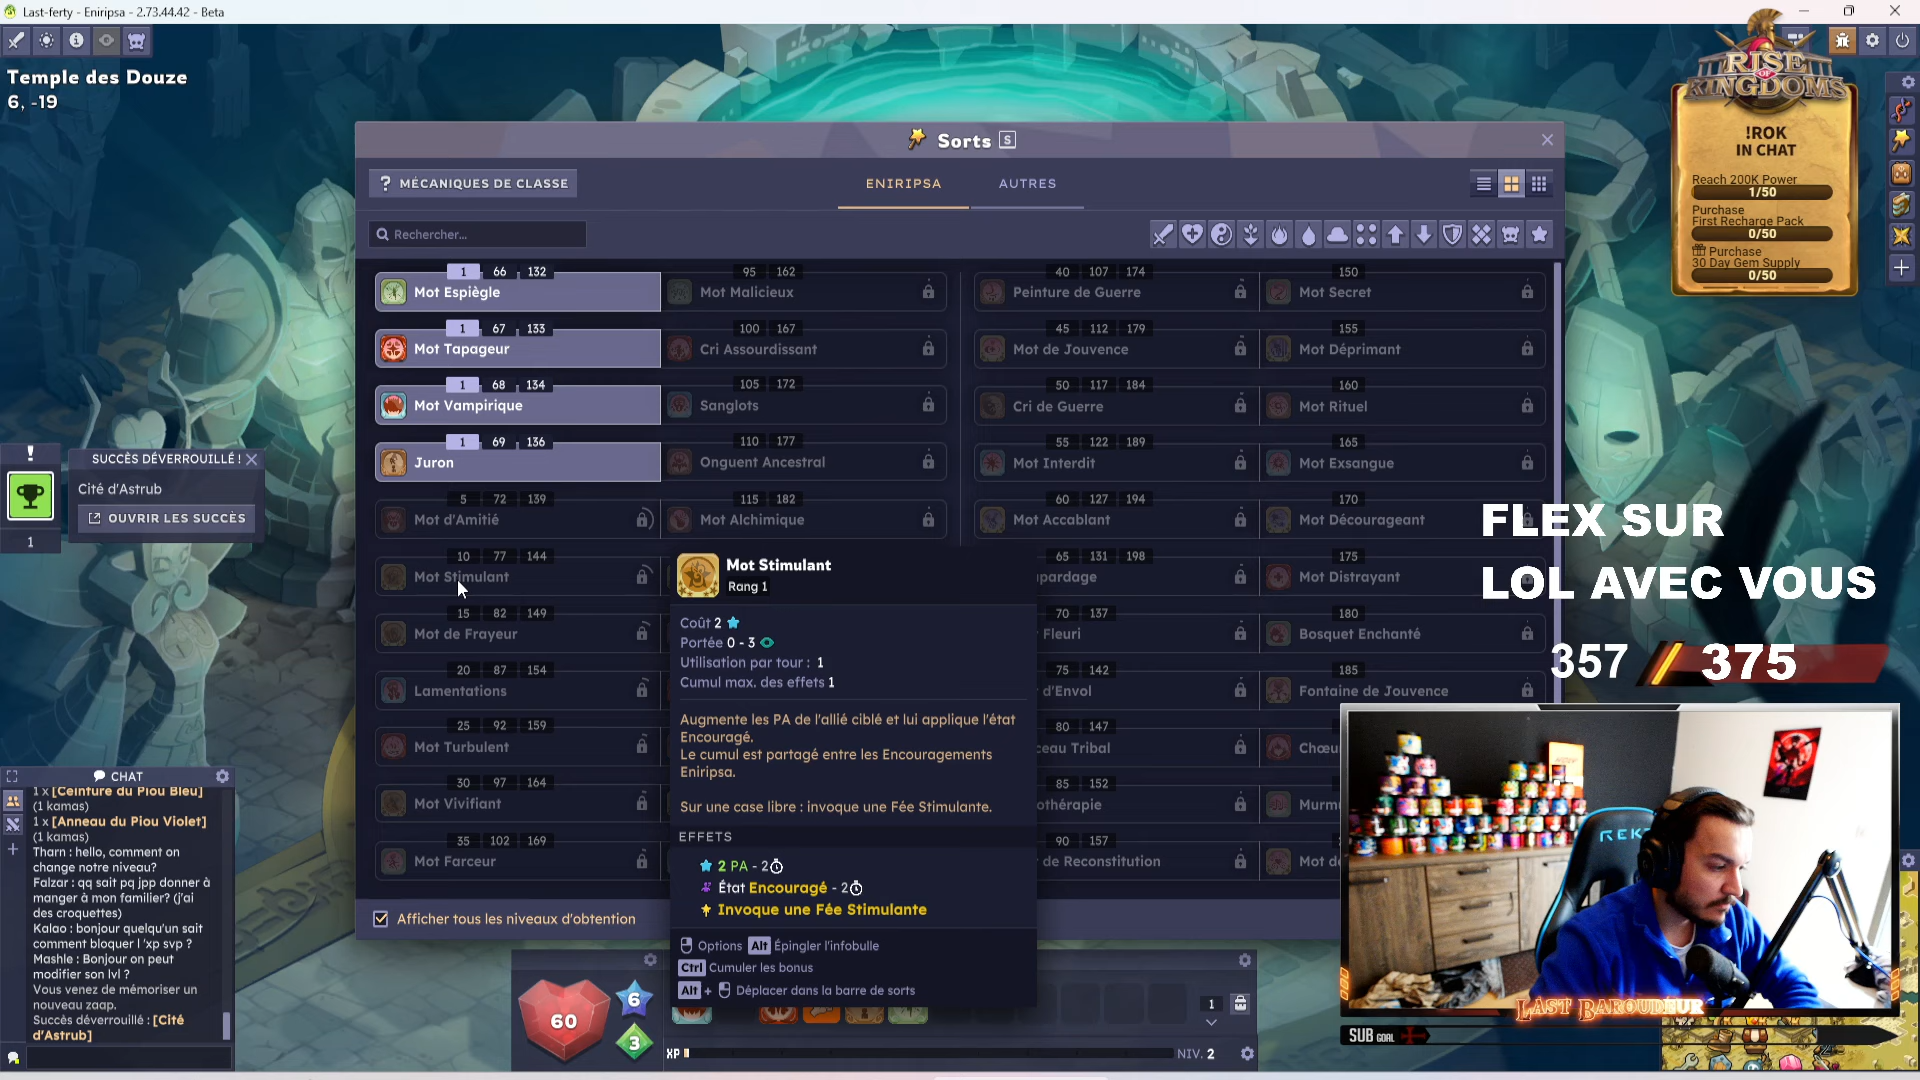 Last-ferty - Eniripsa - 2.73.44.42 - Beta
Temple des Douze
6, -19
Sorts S
? MÉCANIQUES DE CLASSE
ENIRIPSA
AUTRES
Rechercher...
1 66 132
Mot Espiègle
95 162
Mot Malicieux
40 107 174
Peinture de Guerre
150
Mot Secret
1 67 133
Mot Tapageur
100 167
Cri Assourdissant
45 112 179
Mot de Jouvence
155
Mot Déprimant
1 68 134
Mot Vampirique
105 172
Sanglots
50 117 184
Cri de Guerre
160
Mot Rituel
1 69 136
Juron
110 177
Onguent Ancestral
55 122 189
Mot Interdit
165
Mot Exsangue
5 72 139
Mot d'Amitié
115 182
Mot Alchimique
60 127 194
Mot Accablant
170
Mot Décourageant
10 77 144
Mot Stimulant
65 131 198
175
Mot Distrayant
15 82 149
Mot de Frayeur
70 137
Fleuri
180
Bosquet Enchanté
20 87 154
Lamentations
75 142
d'Envol
185
Fontaine de Jouvence
25 92 159
Mot Turbulent
80 147
Tribal
30 97 164
Mot Vivifiant
85 152
35 102 169
Mot Farceur
90 157
de Reconstitution
Afficher tous les niveaux d'obtention
Mot Stimulant
Rang 1
Coût 2
Portée 0 - 3
Utilisation par tour : 1
Cumul max. des effets 1
Augmente les PA de l'allié ciblé et lui applique l'état
Encouragé.
Le cumul est partagé entre les Encouragements
Eniripsa.
Sur une case libre : invoque une Fée Stimulante.
EFFETS
2 PA - 2
État Encouragé - 2
Invoque une Fée Stimulante
Options Alt Épingler l'infobulle
Ctrl Cumuler les bonus
Alt + Déplacer dans la barre de sorts
!
SUCCÈS DÉVERROUILLÉ !
Cité d'Astrub
OUVRIR LES SUCCÈS
1
CHAT
1 x [Ceinture du Piou Bleu]
(1 kamas)
1 x [Anneau du Piou Violet]
(1 kamas)
Tharn : hello, comment on
change notre niveau?
Falzar : qq sait pq jpp donner à
manger à mon familier? (j'ai
des croquettes)
Kalao : bonjour quelqu'un sait
comment bloquer l 'xp svp ?
Mashle : Bonjour on peut
modifier son lvl ?
Vous venez de mémoriser un
nouveau zaap.
Succès déverrouillé : [Cité
d'Astrub]
60
6
3
1
XP
NIV. 2
RISE OF KINGDOMS
!ROK
IN CHAT
Reach 200K Power
1/50
Purchase
First Recharge Pack
0/50
Purchase
30 Day Gem Supply
0/50
FLEX SUR
LOL AVEC VOUS
357 / 375
LAST BAROUDEUR
SUB GOAL